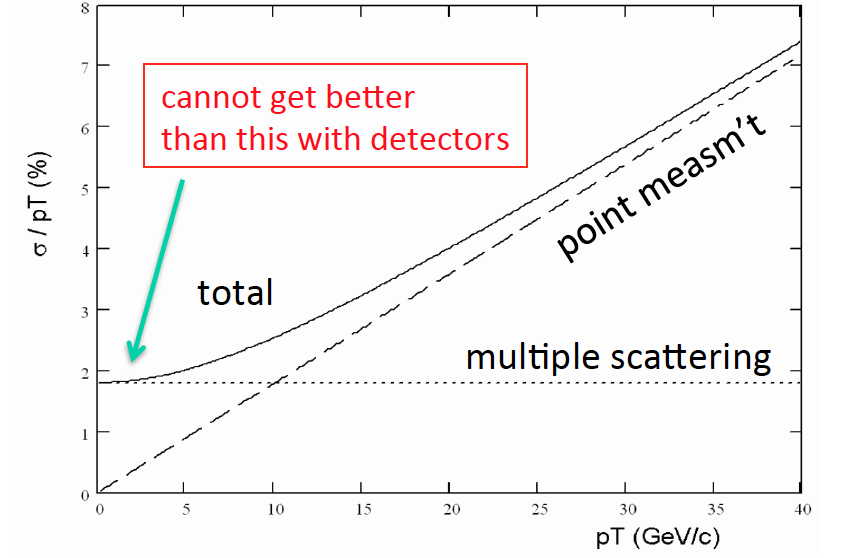 8
7
6
5
4
3
2
1
0
σ / pT (%)
cannot get better
than this with detectors
total
point measm't
multiple scattering
0 5 10 15 20 25 30 35 40
pT (GeV/c)